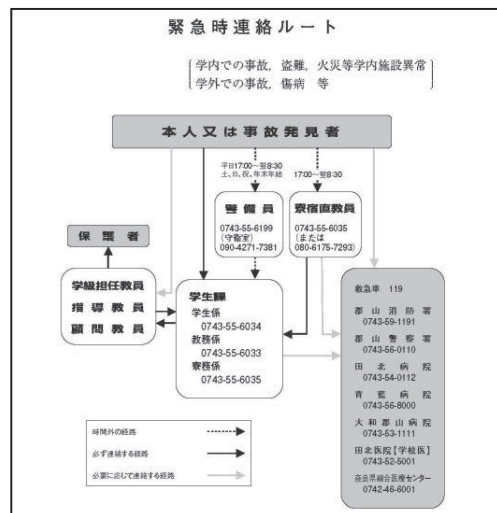 緊急時連絡ルート
学内での事故，盗難，火災等学内施設異常
学外での事故，傷病　等
本人又は事故発見者
平日17:00～翌8:30
土、日、祝、年末年始
17:00～翌8:30
警備員
0743-55-6199
(守衛室)
090-4271-7381
寮宿直教員
0743-55-6035
(または
080-6175-7293)
保護者
学級担任教員
指導教員
顧問教員
学生課
学生係
0743-55-6034
教務係
0743-55-6033
寮務係
0743-55-6035
救急車　119
郡山消防署
0743-59-1191
郡山警察署
0743-56-0110
田北病院
0743-54-0112
青藍病院
0743-56-8000
大和郡山病院
0743-53-1111
田北医院【学校医】
0743-52-5001
奈良県総合医療センター
0742-46-6001
時間外の経路
必ず連絡する経路
必要に応じて連絡する経路